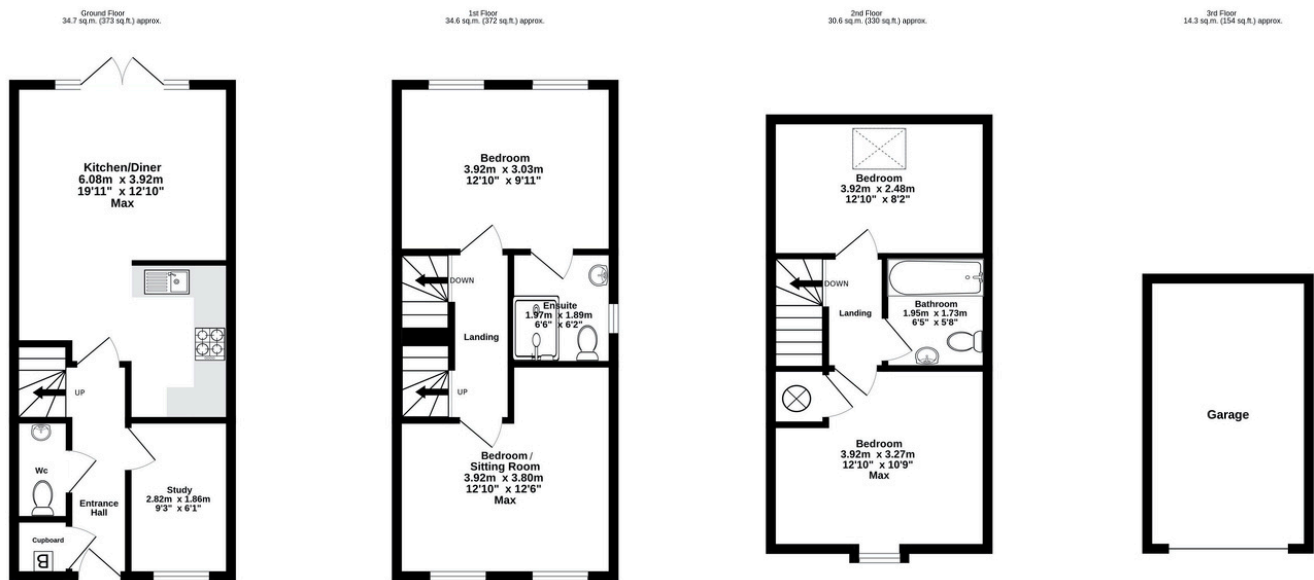 Ground Floor
34.7 sq.m. (373 sq.ft.) approx.
Kitchen/Diner
6.08m x 3.92m
19'11" x 12'10"
Max
UP
Wc
Study
2.82m x 1.86m
9'3" x 6'1"
Entrance
Hall
Cupboard
B
1st Floor
34.6 sq.m. (372 sq.ft.) approx.
Bedroom
3.92m x 3.03m
12'10" x 9'11"
DOWN
Ensuite
1.97m x 1.89m
6'6" x 6'2"
Landing
UP
Bedroom /
Sitting Room
3.92m x 3.80m
12'10" x 12'6"
Max
2nd Floor
30.6 sq.m. (330 sq.ft.) approx.
Bedroom
3.92m x 2.48m
12'10" x 8'2"
DOWN
Landing
Bathroom
1.95m x 1.73m
6'5" x 5'8"
Bedroom
3.92m x 3.27m
12'10" x 10'9"
Max
3rd Floor
14.3 sq.m. (154 sq.ft.) approx.
Garage